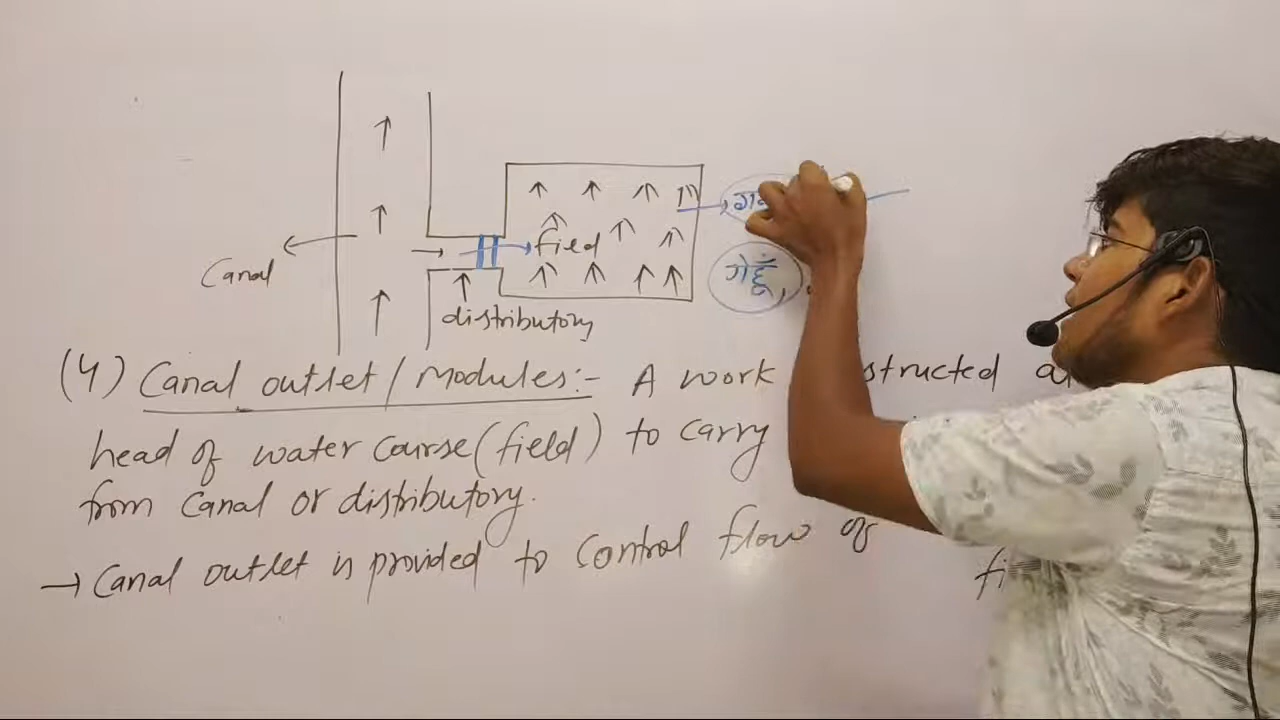 field
गेहूँ,
Canal
distributory
(4) Canal outlet / Modules:- A work
head of water course (field) to carry
from canal or distributory.
→ Canal outlet is provided to control flow of